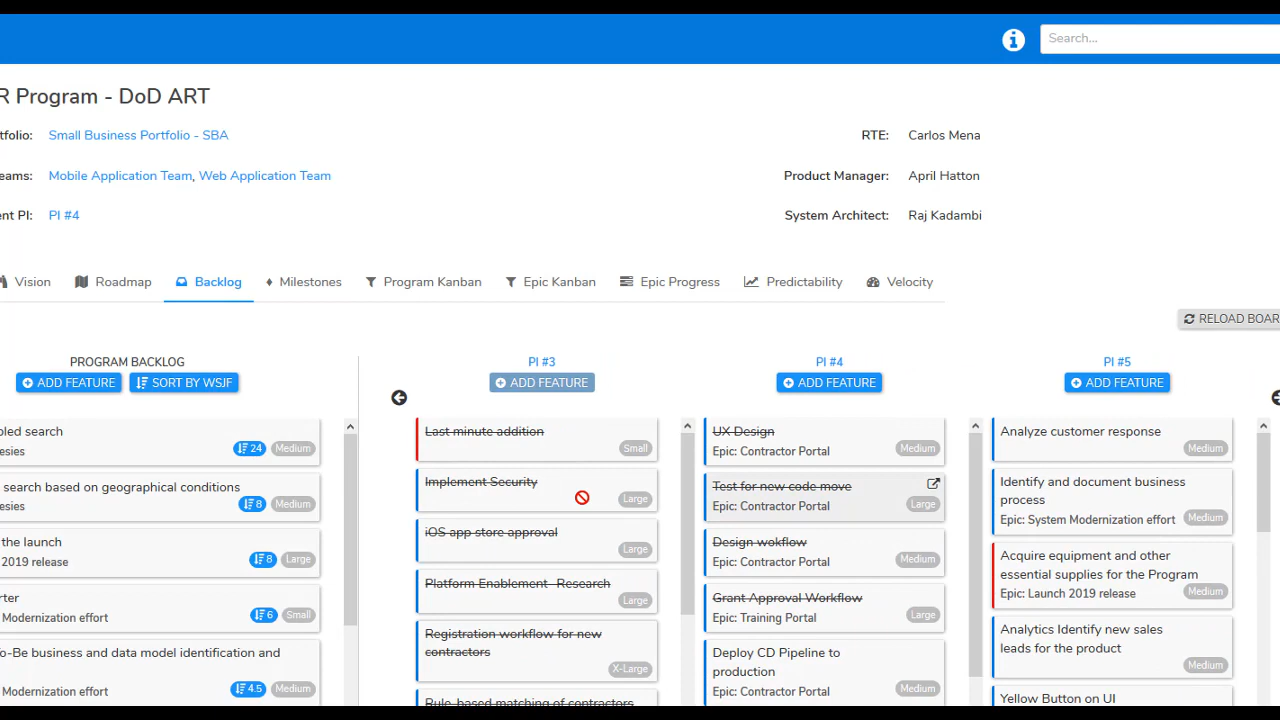 Search...
R Program - DoD ART
tfolio: Small Business Portfolio - SBA
RTE: Carlos Mena
eams: Mobile Application Team, Web Application Team
Product Manager: April Hatton
ent PI: PI #4
System Architect: Raj Kadambi
Vision Roadmap Backlog Milestones Program Kanban Epic Kanban Epic Progress Predictability Velocity
RELOAD BOAR
PROGRAM BACKLOG
ADD FEATURE SORT BY WSJF
bled search
esies 24 Medium
search based on geographical conditions
esies 8 Medium
the launch
2019 release 8 Large
rter
Modernization effort 6 Small
o-Be business and data model identification and
Modernization effort 4.5 Medium
PI #3
ADD FEATURE
Last minute addition
Small
Implement Security
Large
iOS app store approval
Large
Platform Enablement -Research
Large
Registration workflow for new
contractors
X-Large
Rule-based matching of contractors
PI #4
ADD FEATURE
UX Design
Epic: Contractor Portal Medium
Test for new code move
Epic: Contractor Portal Large
Design wokflow
Epic: Contractor Portal Medium
Grant Approval Workflow
Epic: Training Portal Large
Deploy CD Pipeline to
production
Epic: Contractor Portal Medium
PI #5
ADD FEATURE
Analyze customer response
Medium
Identify and document business
process
Epic: System Modernization effort Medium
Acquire equipment and other
essential supplies for the Program
Epic: Launch 2019 release Medium
Analytics Identify new sales
leads for the product
Medium
Yellow Button on UI